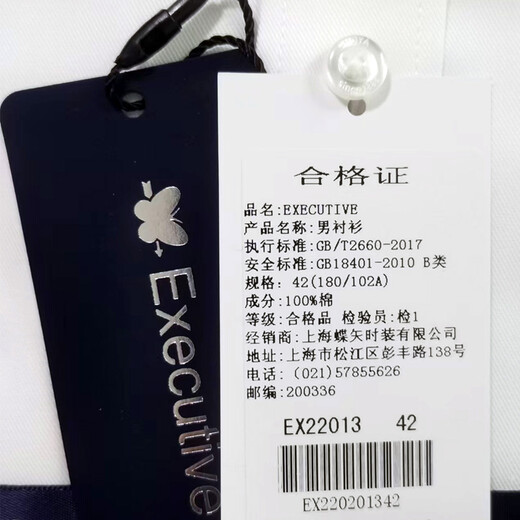 Executive
合格证
品名:EXECUTIVE
产品名称:男衬衫
执行标准:GB/T2660-2017
安全标准:GB18401-2010 B类
规格: 42(180/102A)
成分:100%棉
等级:合格品 检验员:检1
经销商:上海蝶矢时装有限公司
地址:上海市松江区彭丰路138号
电话: (021)57855626
邮编:200336
EX22013 42
EX220201342